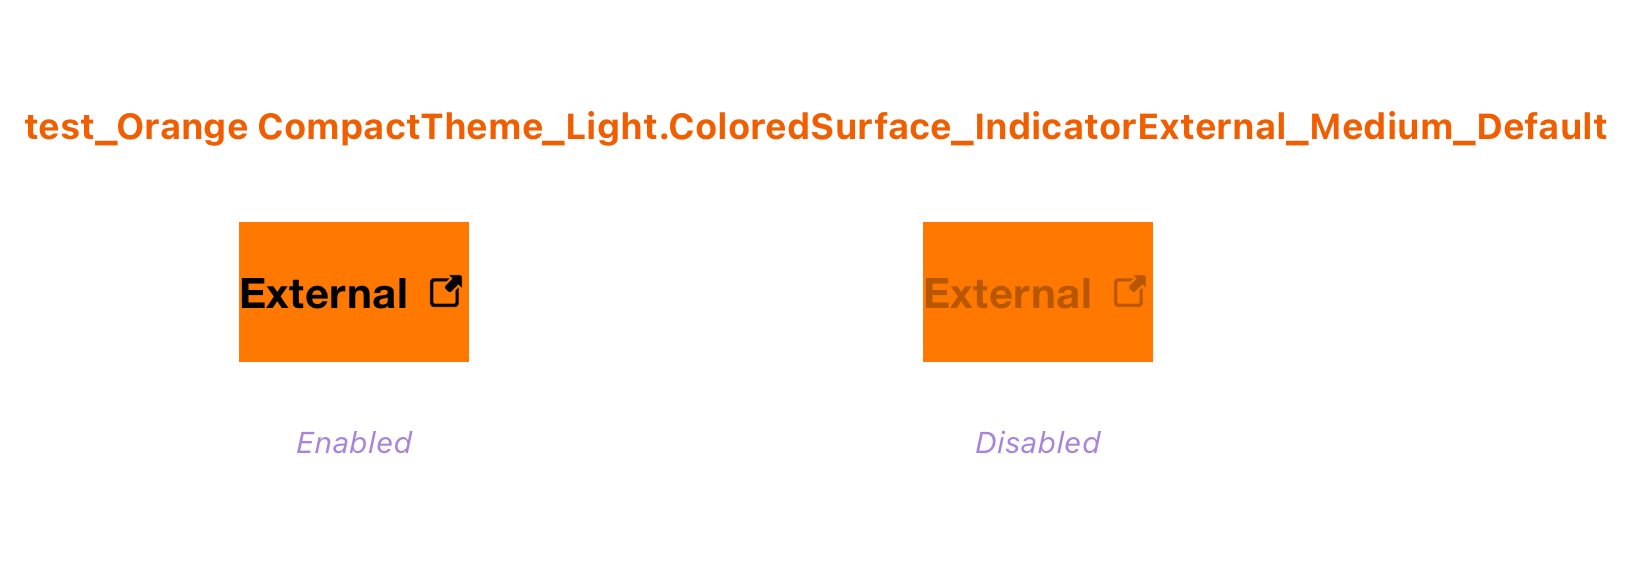 test_Orange CompactTheme_Light.ColoredSurface_IndicatorExternal_Medium_Default
External External
Enabled Disabled